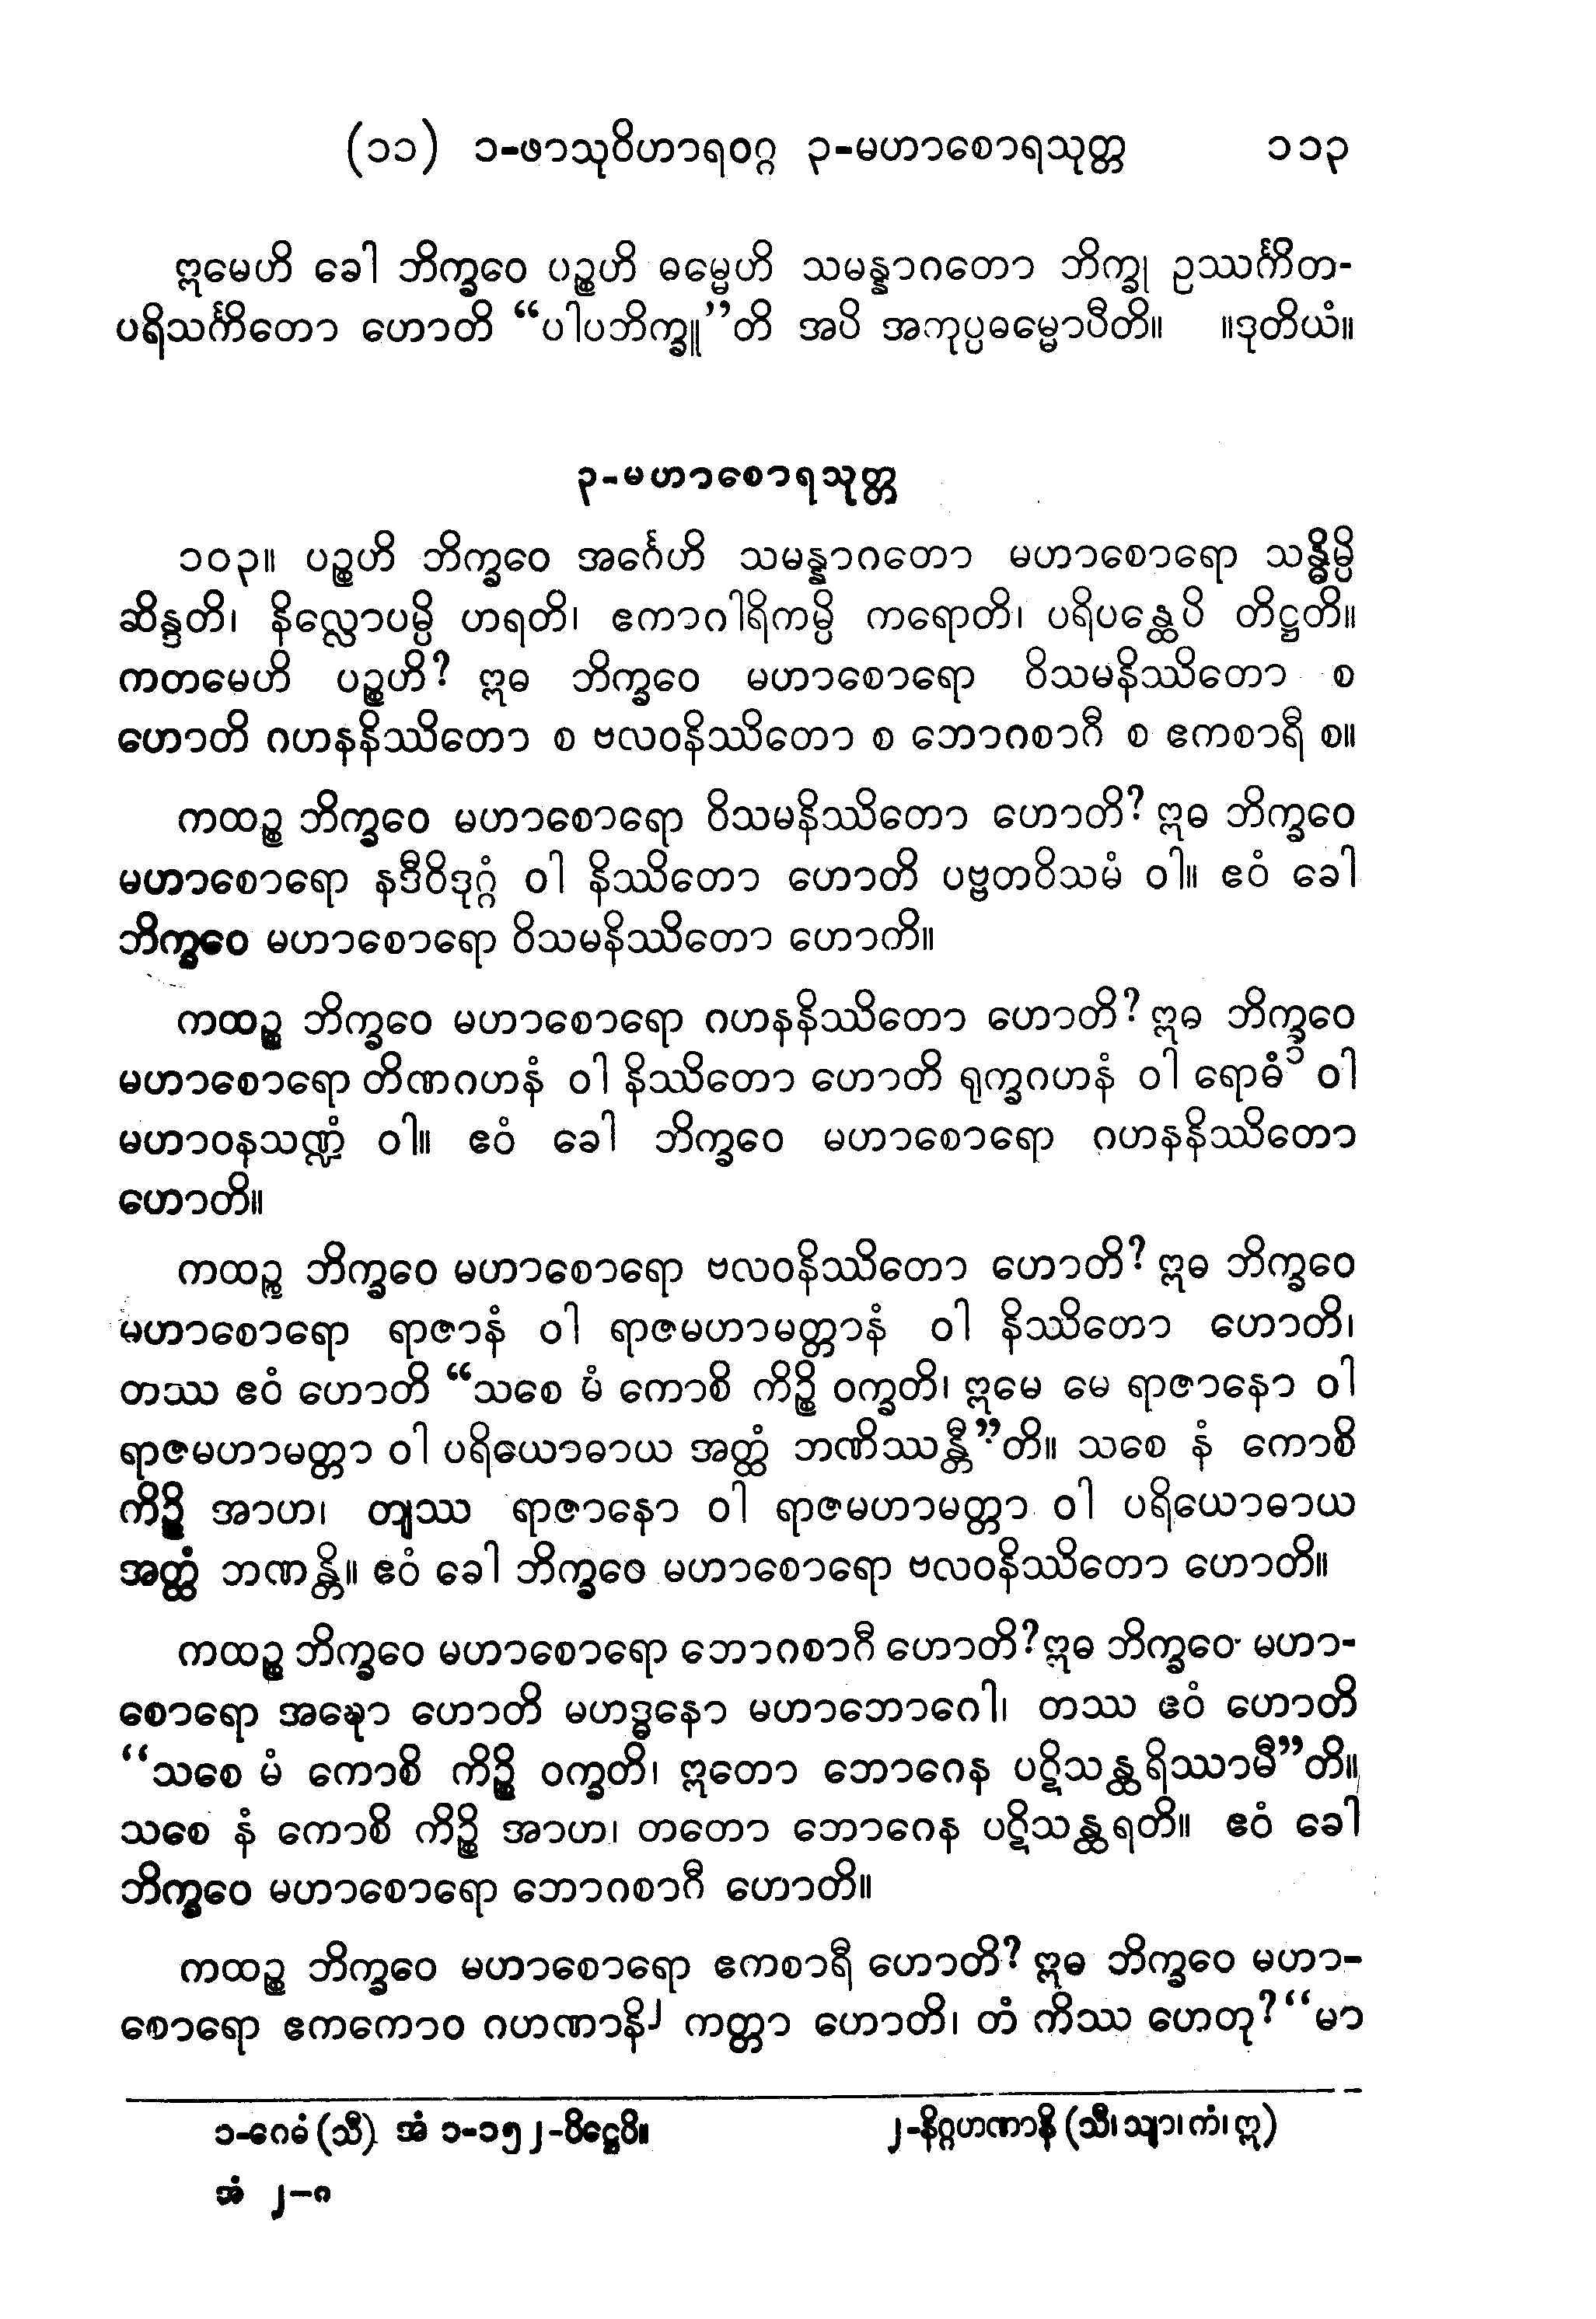 (၁၁) ၁-ဖာသုဝိဟာရဝဂ္ဂ ၃-မဟာစောရသုတ္တ ၁၁၃
ဣမေဟိ ခေါ ဘိက္ခဝေ ပဉ္စဟိ ဓမ္မေဟိ သမန္နာဂတော ဘိက္ခု ဥဿင်္ကိတ-
ပရိသင်္ကိတော ဟောတိ “ပါပဘိက္ခူ”တိ အပိ အကုပ္ပဓမ္မောပီတိ။ ။ဒုတိယံ။
၃-မဟာစောရသုတ္တ
၁၀၃။ ပဉ္စဟိ ဘိက္ခဝေ အင်္ဂေဟိ သမန္နာဂတော မဟာစောရော သန္ဓိမ္ပိ
ဆိန္ဒတိ၊ နိလ္လောပမ္ပိ ဟရတိ၊ ဧကာဂါရိကမ္ပိ ကရောတိ၊ ပရိပန္ထေပိ တိဋ္ဌတိ။
ကတမေဟိ ပဉ္စဟိ? ဣဓ ဘိက္ခဝေ မဟာစောရော ဝိသမနိဿိတော စ
ဟောတိ ဂဟနနိဿိတော စ ဗလဝနိဿိတော စ ဘောဂစာဂီ စ ဧကစာရီ စ။
ကထဉ္စ ဘိက္ခဝေ မဟာစောရော ဝိသမနိဿိတော ဟောတိ? ဣဓ ဘိက္ခဝေ
မဟာစောရော နဒီဝိဒုဂ္ဂံ ဝါ နိဿိတော ဟောတိ ပဗ္ဗတဝိသမံ ဝါ။ ဧဝံ ခေါ
ဘိက္ခဝေ မဟာစောရော ဝိသမနိဿိတော ဟောတိ။
ကထဉ္စ ဘိက္ခဝေ မဟာစောရော ဂဟနနိဿိတော ဟောတိ? ဣဓ ဘိက္ခဝေ
မဟာစောရော တိဏဂဟနံ ဝါ နိဿိတော ဟောတိ ရုက္ခဂဟနံ ဝါ ရောဓံ၁ ဝါ
မဟာဝနသဏ္ဍံ ဝါ။ ဧဝံ ခေါ ဘိက္ခဝေ မဟာစောရော ဂဟနနိဿိတော
ဟောတိ။
ကထဉ္စ ဘိက္ခဝေ မဟာစောရော ဗလဝနိဿိတော ဟောတိ? ဣဓ ဘိက္ခဝေ
မဟာစောရော ရာဇာနံ ဝါ ရာဇမဟာမတ္တာနံ ဝါ နိဿိတော ဟောတိ၊
တဿ ဧဝံ ဟောတိ “သစေ မံ ကောစိ ကိဉ္စိ ဝက္ခတိ၊ ဣမေ မေ ရာဇာနော ဝါ
ရာဇမဟာမတ္တာ ဝါ ပရိယောဓာယ အတ္ထံ ဘဏိဿန္တီ”တိ။ သစေ နံ ကောစိ
ကိဉ္စိ အာဟ၊ တျဿ ရာဇာနော ဝါ ရာဇမဟာမတ္တာ ဝါ ပရိယောဓာယ
အတ္ထံ ဘဏန္တိ။ ဧဝံ ခေါ ဘိက္ခဝေ မဟာစောရော ဗလဝနိဿိတော ဟောတိ။
ကထဉ္စ ဘိက္ခဝေ မဟာစောရော ဘောဂစာဂီ ဟောတိ? ဣဓ ဘိက္ခဝေ မဟာ-
စောရော အဍ္ဎော ဟောတိ မဟဒ္ဓနော မဟာဘောဂေါ၊ တဿ ဧဝံ ဟောတိ
“သစေ မံ ကောစိ ကိဉ္စိ ဝက္ခတိ၊ ဣတော ဘောဂေန ပဋိသန္ထရိဿာမီ”တိ။
သစေ နံ ကောစိ ကိဉ္စိ အာဟ၊ တတော ဘောဂေန ပဋိသန္ထရတိ။ ဧဝံ ခေါ
ဘိက္ခဝေ မဟာစောရော ဘောဂစာဂီ ဟောတိ။
ကထဉ္စ ဘိက္ခဝေ မဟာစောရော ဧကစာရီ ဟောတိ? ဣဓ ဘိက္ခဝေ မဟာ-
စောရော ဧကကောဝ ဂဟဏာနိ၂ ကတ္တာ ဟောတိ၊ တံ ကိဿ ဟေတု? “မာ
၁-ဂေဓံ (သီ) အံ ၁-၁၅၂-ပိဋ္ဌေပိ။ ၂-နိဂ္ဂဟဏာနိ (သီ၊ သျာ၊ ကံ၊ ဣ)
အံ ၂-၈